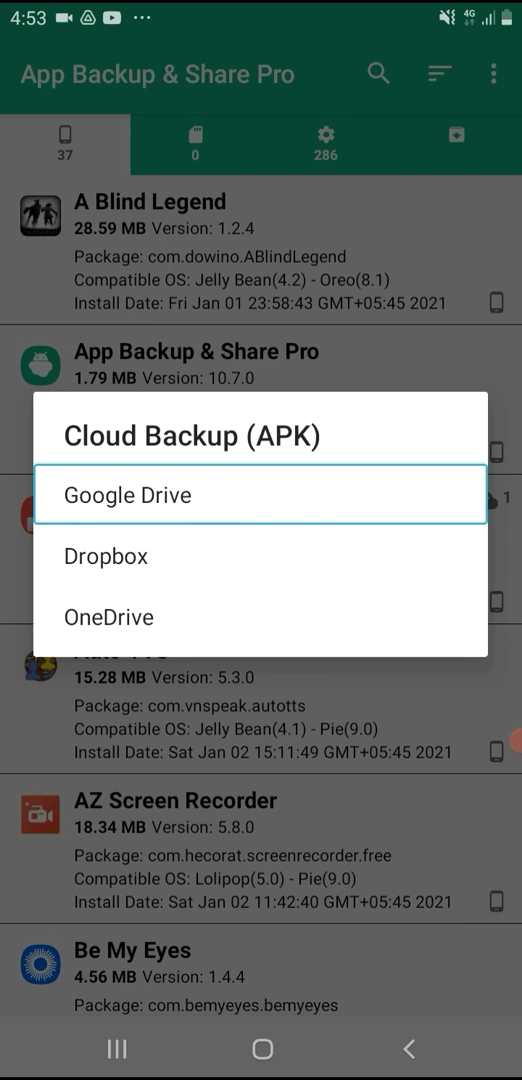 4:53
4G
App Backup & Share Pro
37
0
286
A Blind Legend
28.59 MB Version: 1.2.4
Package: com.dowino.ABlindLegend
Compatible OS: Jelly Bean(4.2) - Oreo(8.1)
Install Date: Fri Jan 01 23:58:43 GMT+05:45 2021
App Backup & Share Pro
1.79 MB Version: 10.7.0
Cloud Backup (APK)
Google Drive
1
Dropbox
OneDrive
15.28 MB Version: 5.3.0
Package: com.vnspeak.autotts
Compatible OS: Jelly Bean(4.1) - Pie(9.0)
Install Date: Sat Jan 02 15:11:49 GMT+05:45 2021
AZ Screen Recorder
18.34 MB Version: 5.8.0
Package: com.hecorat.screenrecorder.free
Compatible OS: Lolipop(5.0) - Pie(9.0)
Install Date: Sat Jan 02 11:42:40 GMT+05:45 2021
Be My Eyes
4.56 MB Version: 1.4.4
Package: com.bemyeyes.bemyeyes